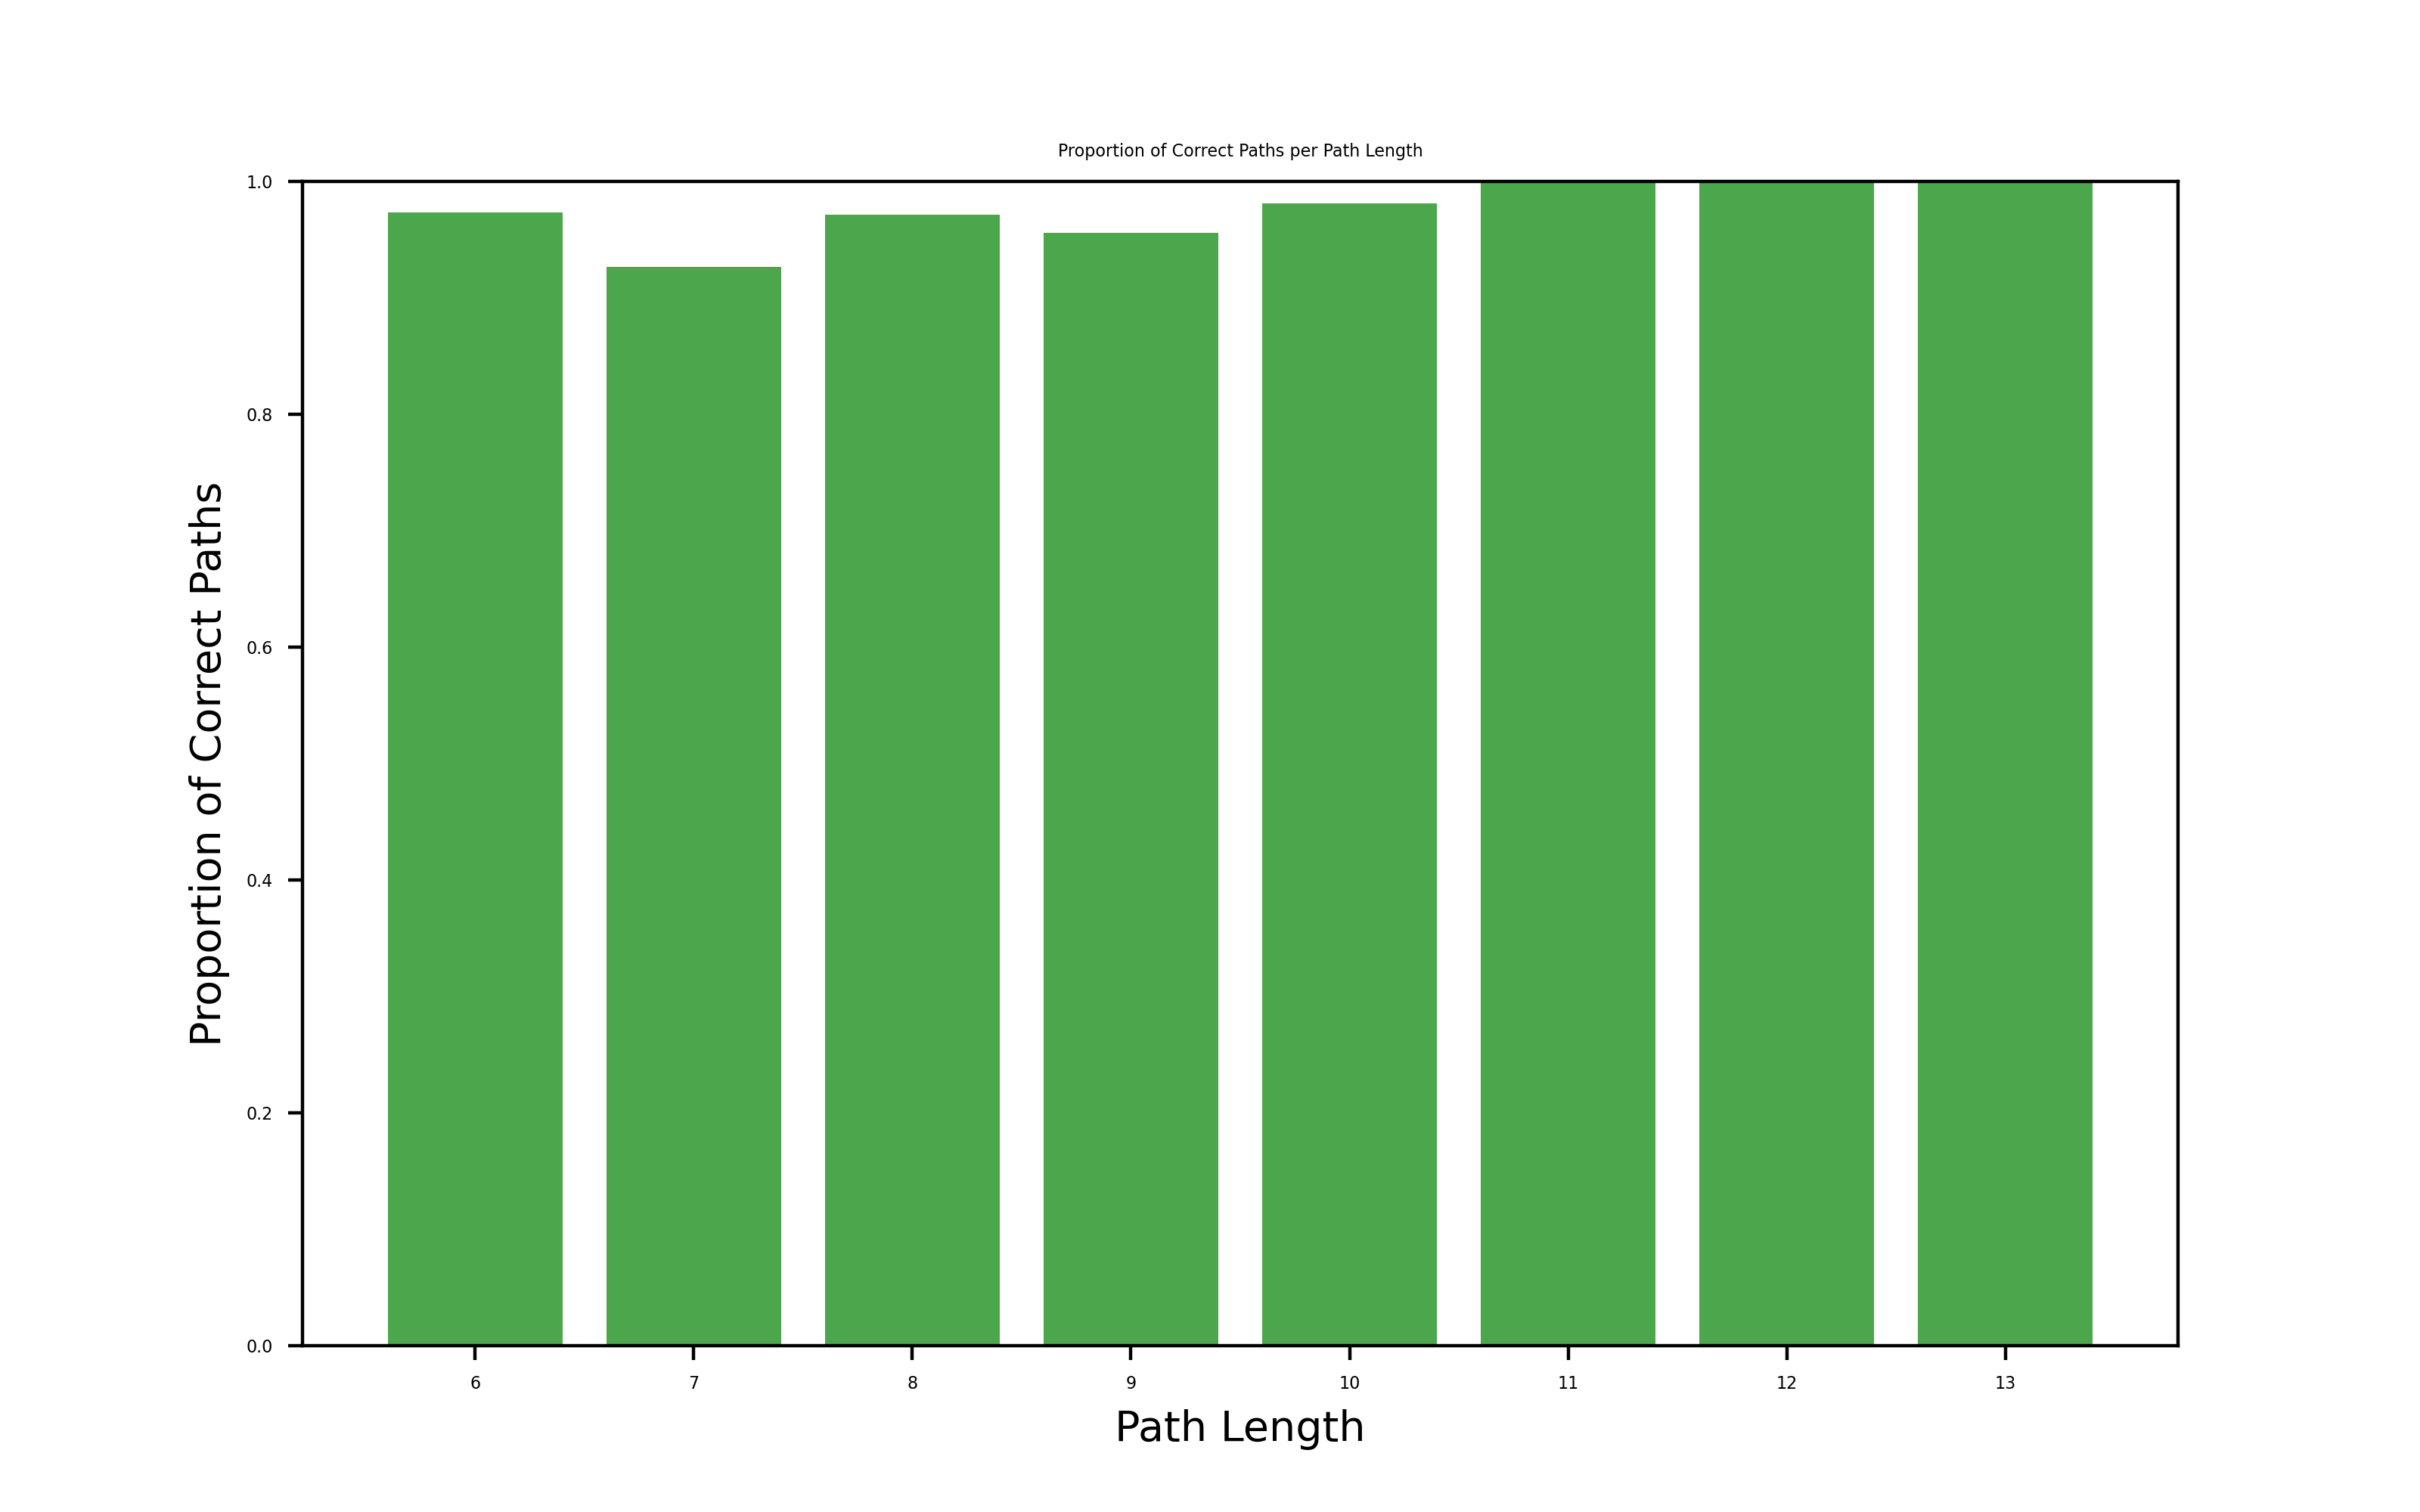 Proportion of Correct Paths per Path Length
1.0
0.8
0.6
0.4
0.2
0.0
Proportion of Correct Paths
6 7 8 9 10 11 12 13
Path Length